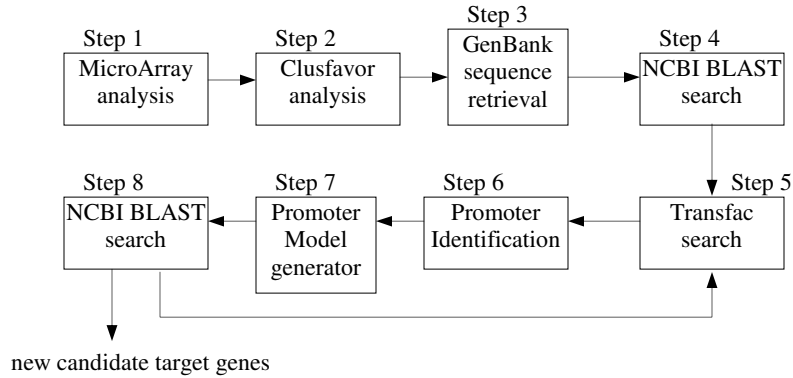 Step 1
MicroArray
analysis
Step 2
Clusfavor
analysis
Step 3
GenBank
sequence
retrieval
Step 4
NCBI BLAST
search
Step 5
Transfac
search
Step 6
Promoter
Identification
Step 7
Promoter
Model
generator
Step 8
NCBI BLAST
search
new candidate target genes